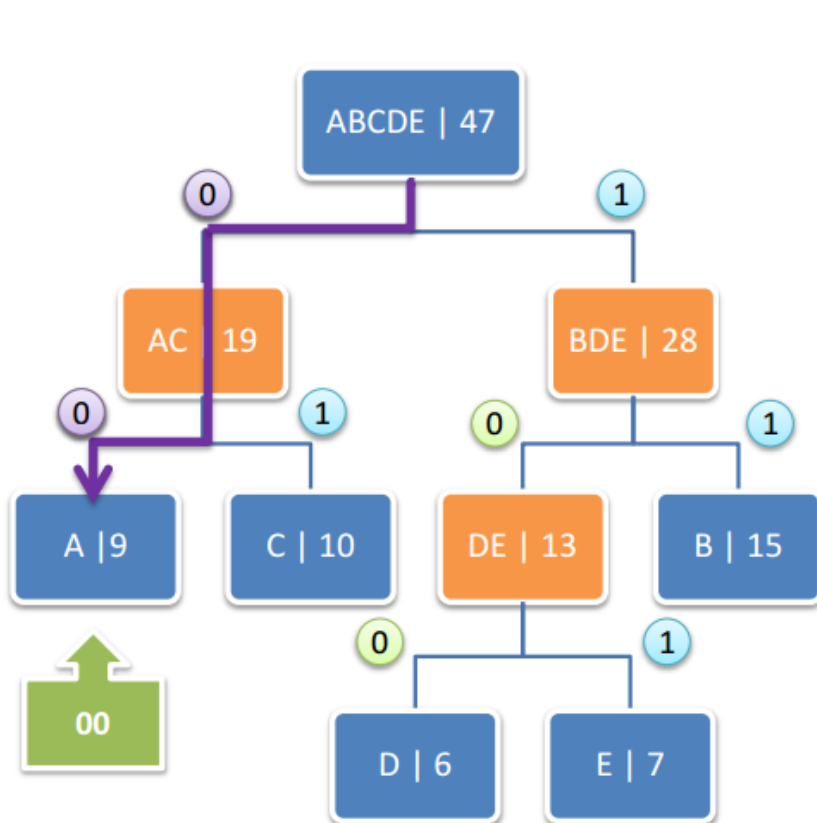 ABCDE | 47
0
1
AC | 19
BDE | 28
0
1
0
1
A |9
C | 10
DE | 13
B | 15
0
1
00
D | 6
E | 7